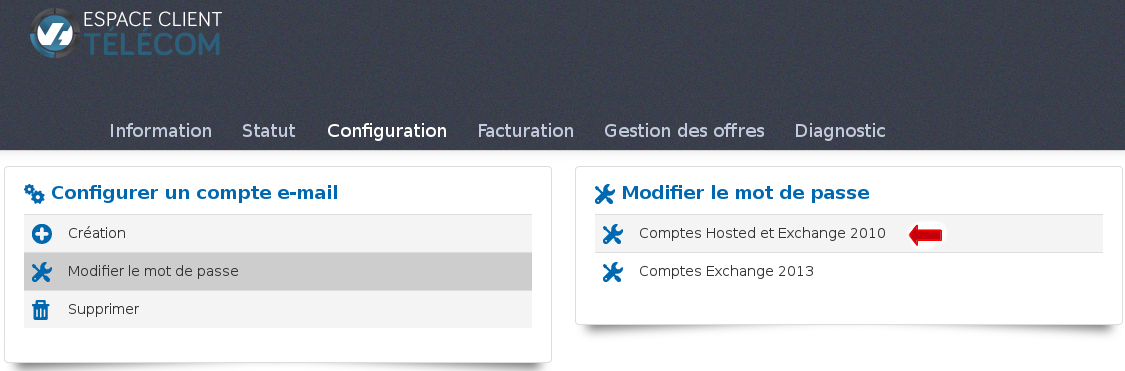 ESPACE CLIENT
TÉLÉCOM
Information Statut Configuration Facturation Gestion des offres Diagnostic
Configurer un compte e-mail
Création
Modifier le mot de passe
Supprimer
Modifier le mot de passe
Comptes Hosted et Exchange 2010
Comptes Exchange 2013